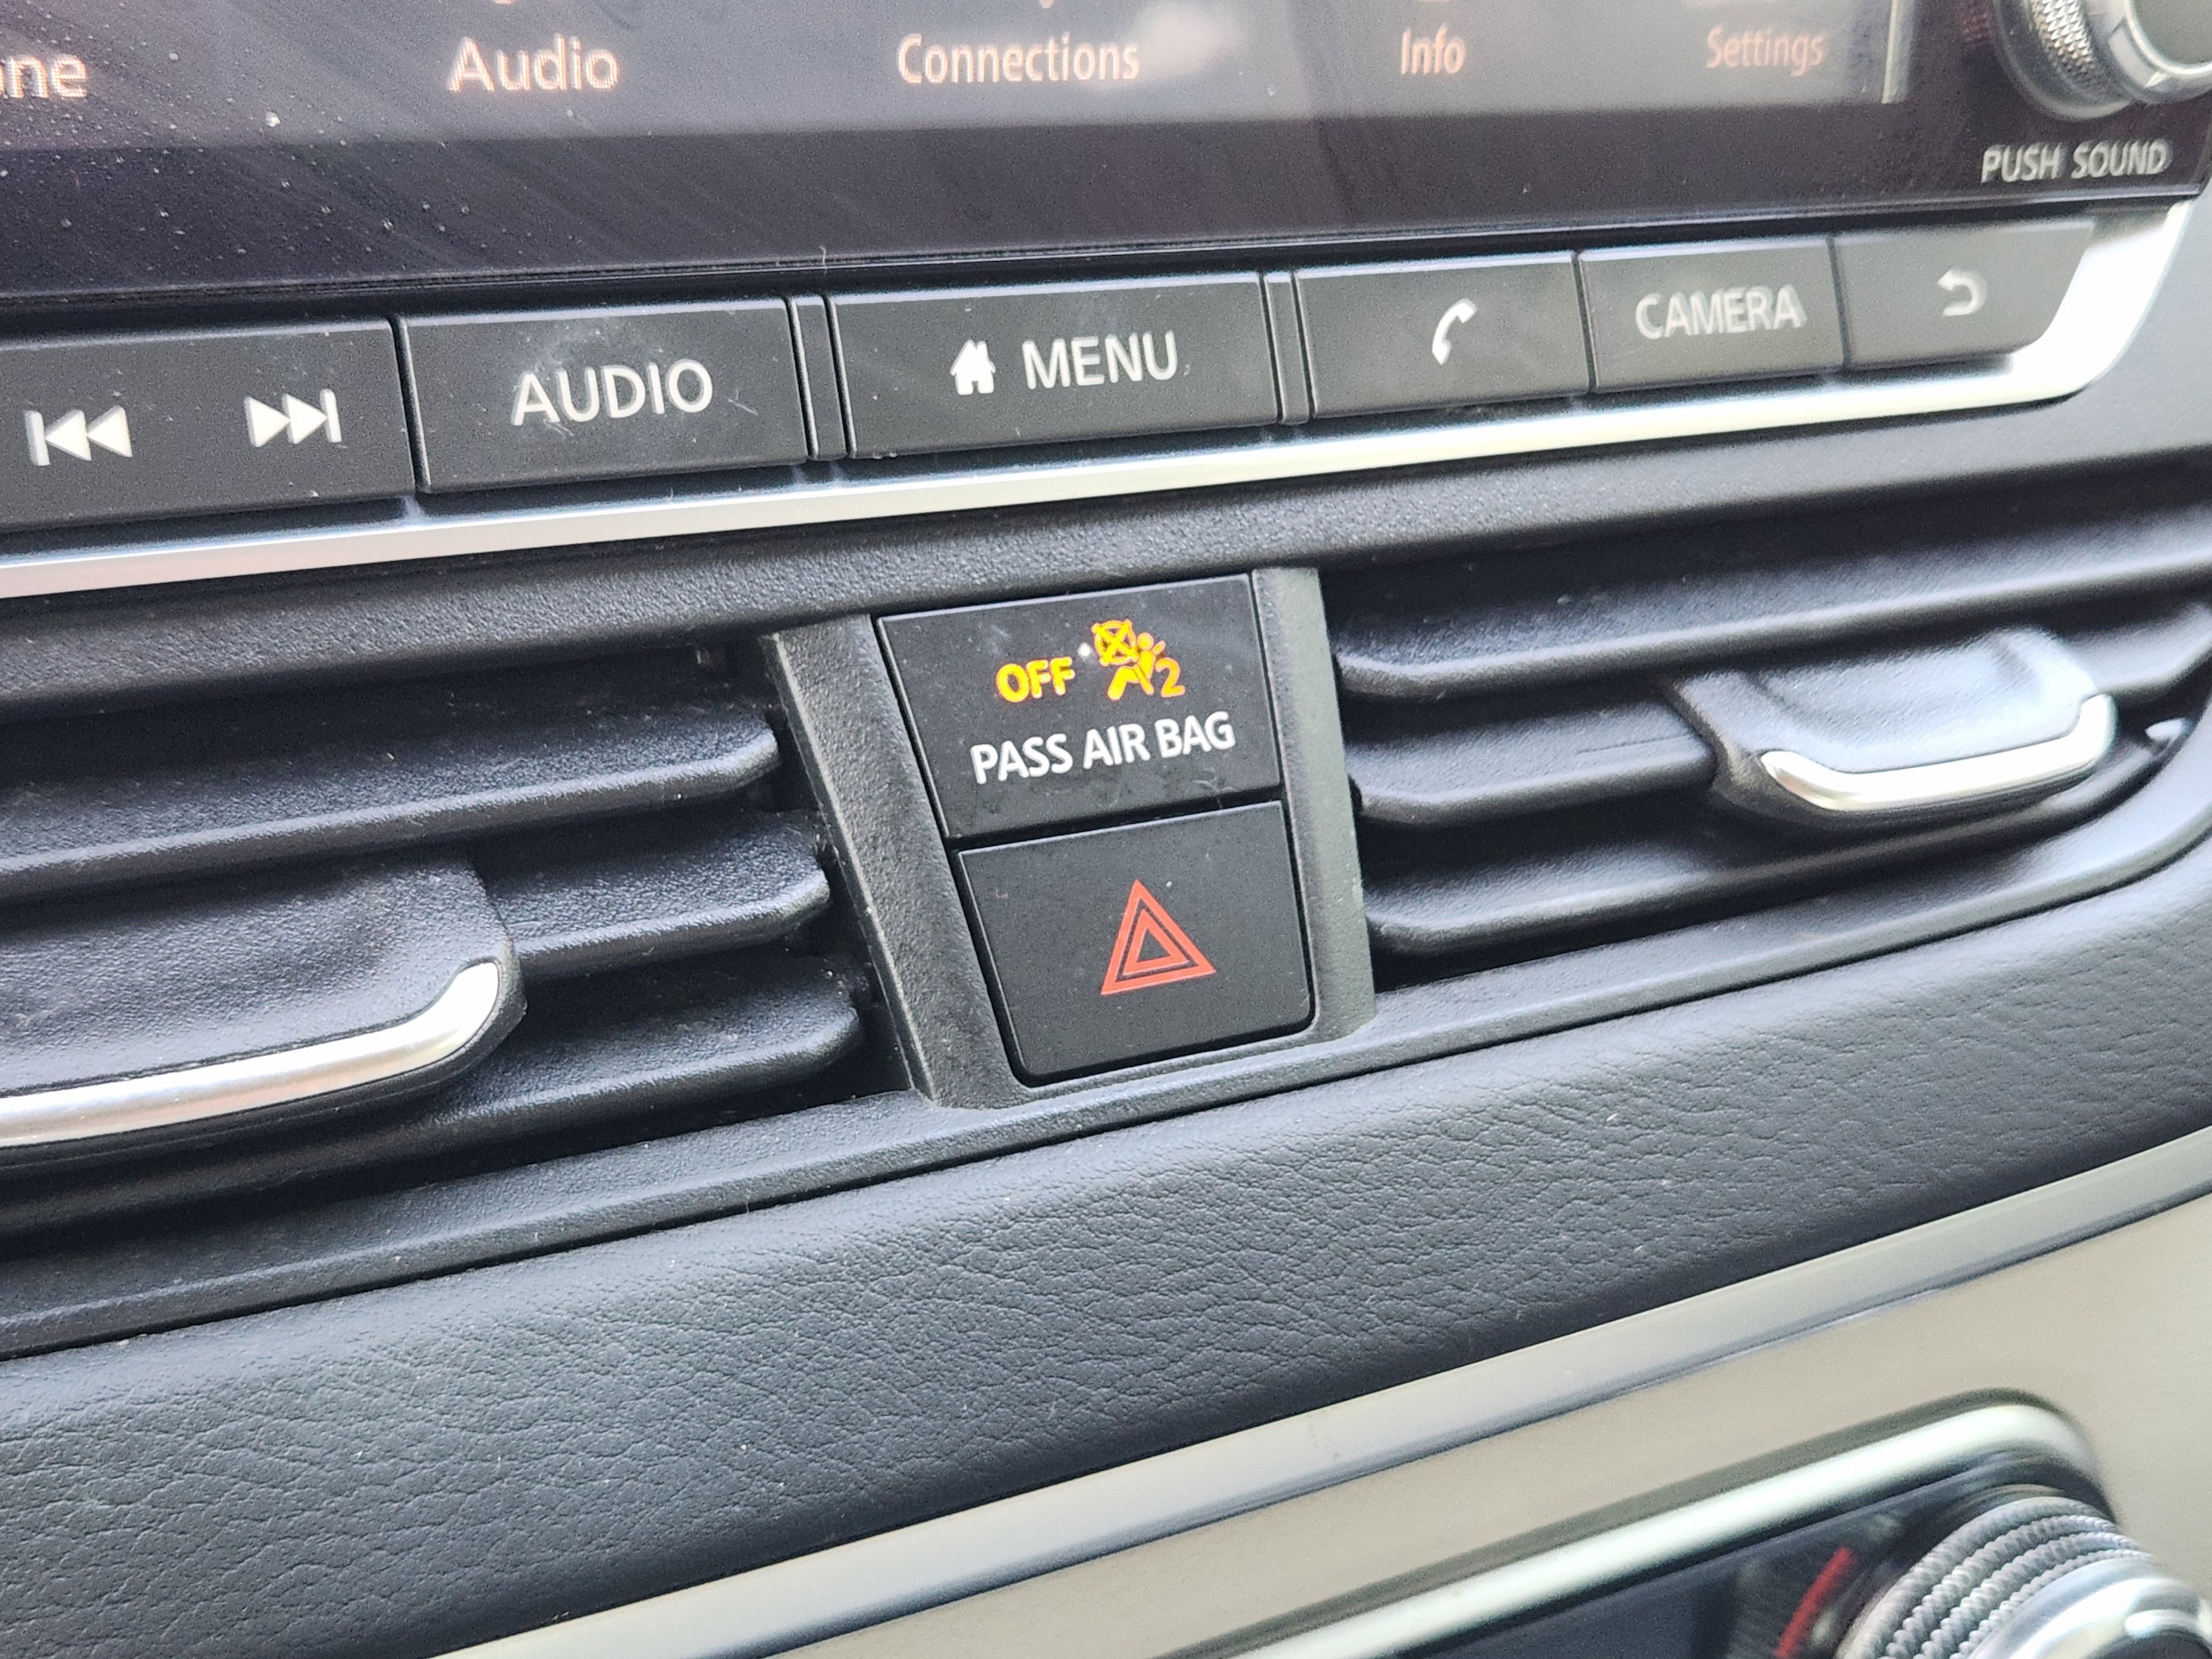 Audio Connections Info Settings
PUSH SOUND
AUDIO MENU CAMERA
OFF 2
PASS AIR BAG